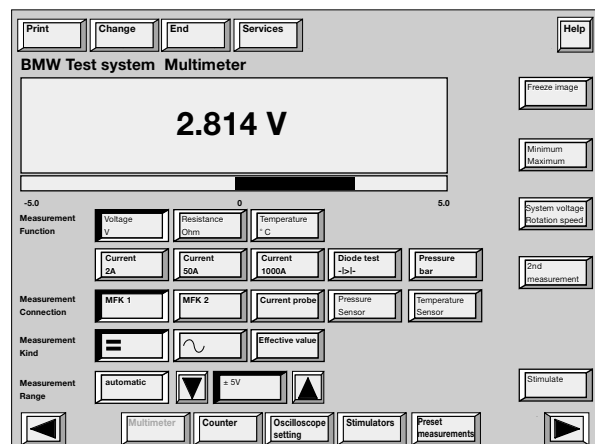 Print Change End Services Help
BMW Test system Multimeter
Freeze image
2.814 V
Minimum
Maximum
-5.0 0 5.0
System voltage
Rotation speed
Measurement
Function
Voltage
V
Resistance
Ohm
Temperature
° C
Current
2A
Current
50A
Current
1000A
Diode test
-I>I-
Pressure
bar
2nd
measurement
Measurement
Connection
MFK 1
MFK 2
Current probe
Pressure
Sensor
Temperature
Sensor
Measurement
Kind
=
Effective value
Measurement
Range
automatic
± 5V
Stimulate
Multimeter
Counter
Oscilloscope
setting
Stimulators
Preset
measurements